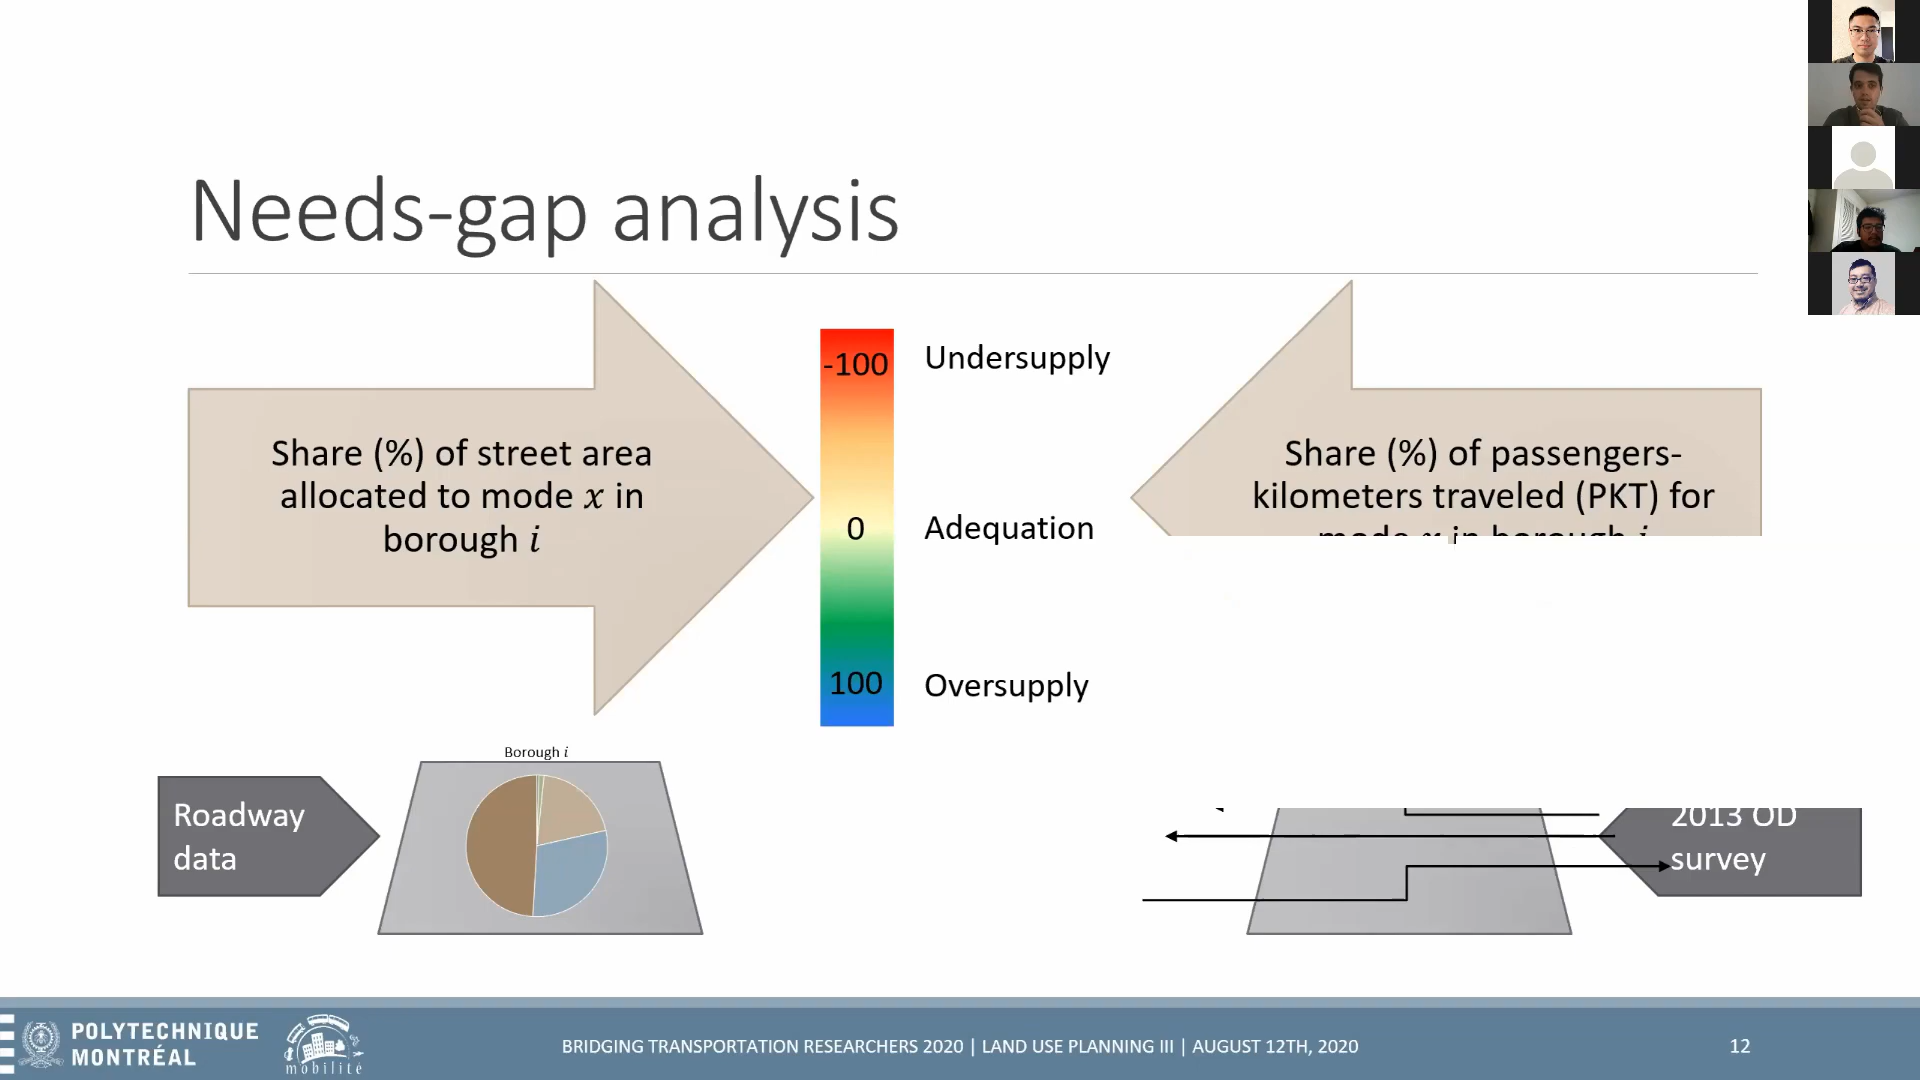 Needs-gap analysis
Share (%) of street area
allocated to mode x in
borough i
-100
Undersupply
0
Adequation
100
Oversupply
Share (%) of passengers-
kilometers traveled (PKT) for
mode x in borough i
Borough i
Roadway
data
2013 OD
survey
POLYTECHNIQUE
MONTRÉAL
mobilité
BRIDGING TRANSPORTATION RESEARCHERS 2020 | LAND USE PLANNING III | AUGUST 12TH, 2020
12